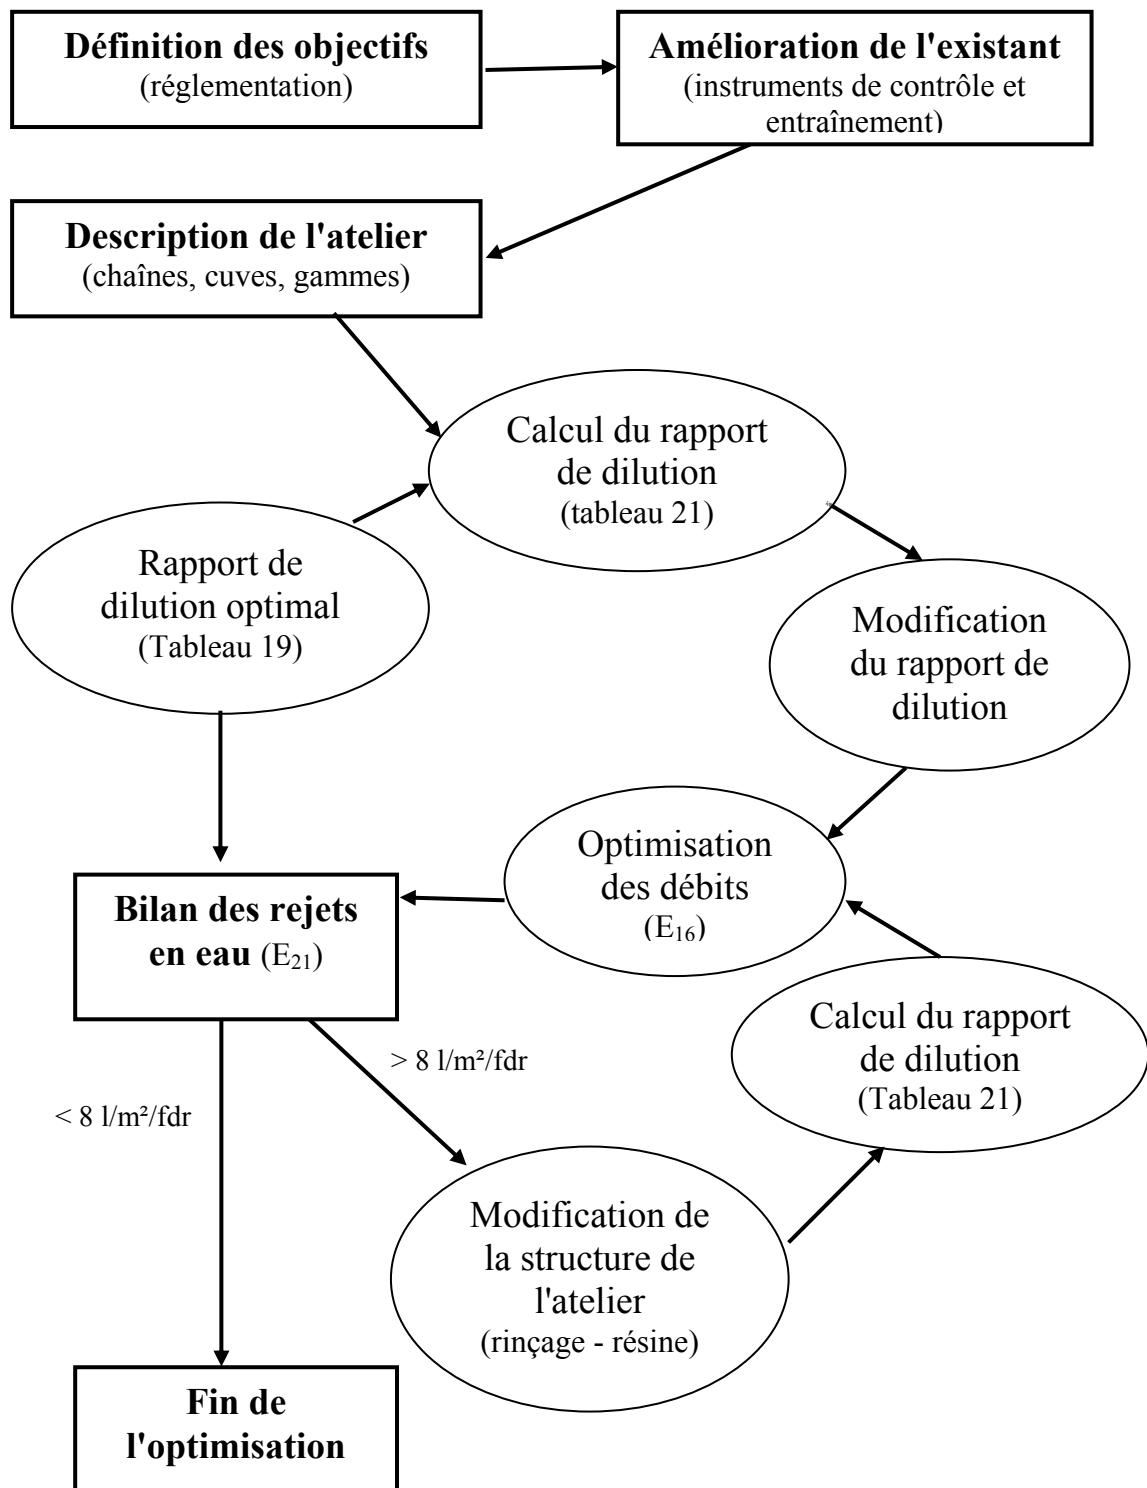 Définition des objectifs
(réglementation)
Amélioration de l'existant
(instruments de contrôle et
entraînement)
Description de l'atelier
(chaînes, cuves, gammes)
Calcul du rapport
de dilution
(tableau 21)
Rapport de
dilution optimal
(Tableau 19)
Modification
du rapport de
dilution
Optimisation
des débits
(E₁₆)
Bilan des rejets
en eau (E₂₁)
Calcul du rapport
de dilution
(Tableau 21)
> 8 l/m²/fdr
< 8 l/m²/fdr
Modification de
la structure de
l'atelier
(rinçage - résine)
Fin de
l'optimisation